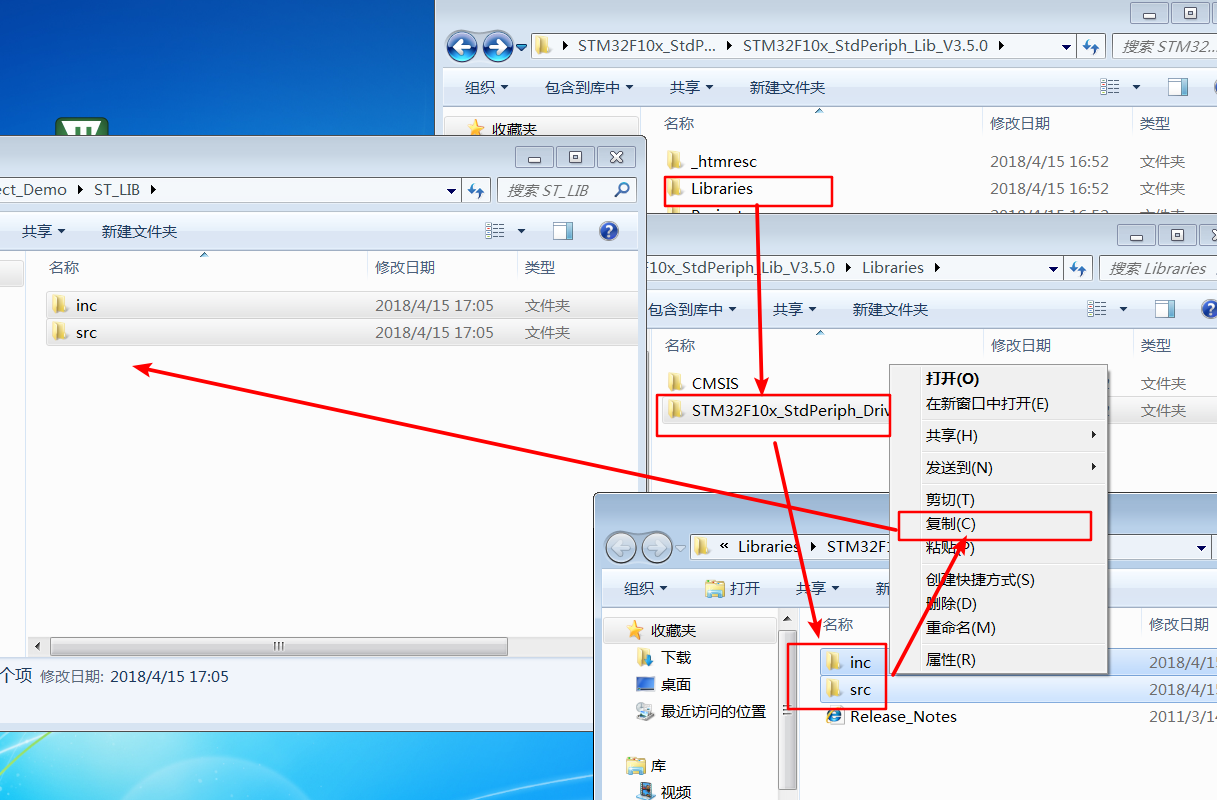 STM32F10x_StdP... STM32F10x_StdPeriph_Lib_V3.5.0 搜索 STM32...
组织 包含到库中 共享 新建文件夹
收藏夹
名称 修改日期 类型
_htmresc 2018/4/15 16:52 文件夹
Libraries 2018/4/15 16:52 文件夹
ect_Demo ST_LIB 搜索 ST_LIB
共享 新建文件夹
名称 修改日期 类型
inc 2018/4/15 17:05 文件夹
src 2018/4/15 17:05 文件夹
个项 修改日期: 2018/4/15 17:05
F10x_StdPeriph_Lib_V3.5.0 Libraries 搜索 Libraries
包含到库中 共享 新建文件夹
名称 修改日期 类型
CMSIS 文件夹
STM32F10x_StdPeriph_Driv 文件夹
打开(O)
在新窗口中打开(E)
共享(H)
发送到(N)
剪切(T)
复制(C)
粘贴(P)
创建快捷方式(S)
删除(D)
重命名(M)
属性(R)
« Libraries STM32F1
组织 打开 共享 新
名称 修改日期
收藏夹
下载
桌面
最近访问的位置
库
视频
inc 2018/4/15
src 2018/4/15
Release_Notes 2011/3/14